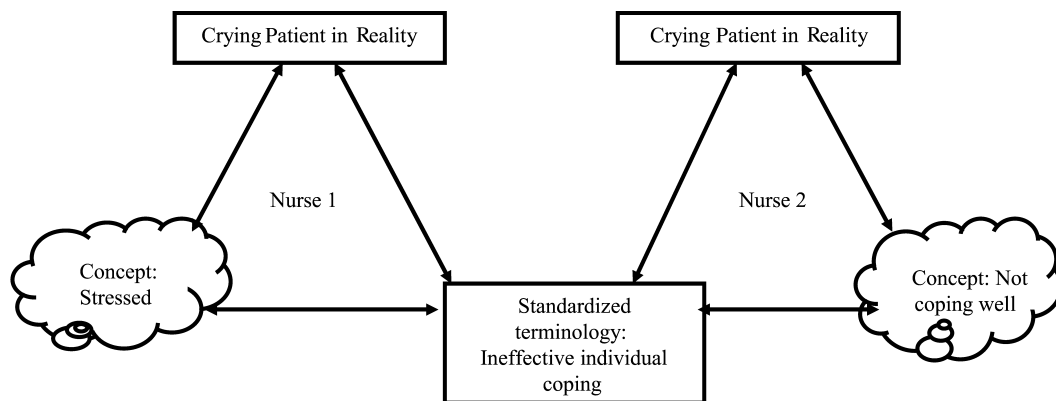 Crying Patient in Reality
Crying Patient in Reality
Nurse 1
Nurse 2
Concept:
Stressed
Standardized
terminology:
Ineffective individual
coping
Concept: Not
coping well